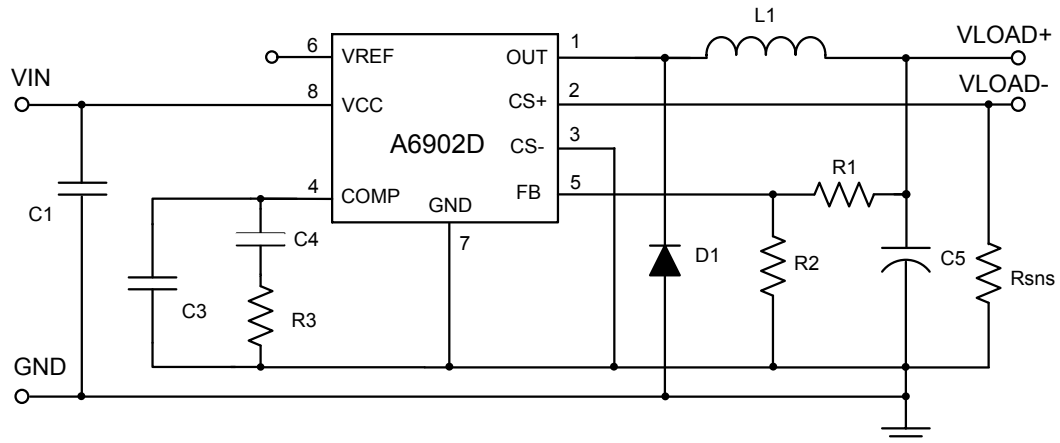 L1
VLOAD+
6
VREF
OUT
1
VIN
VLOAD-
8
VCC
CS+
2
A6902D
CS-
3
R1
4
COMP
FB
5
GND
7
C1
C4
D1
R2
C5
Rsns
C3
R3
GND